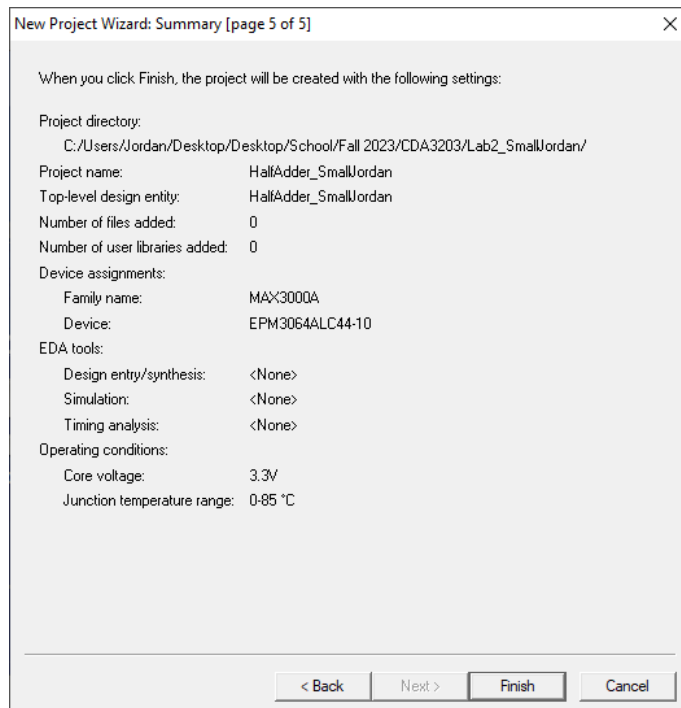 New Project Wizard: Summary [page 5 of 5]
When you click Finish, the project will be created with the following settings:
Project directory:
C:/Users/Jordan/Desktop/Desktop/School/Fall 2023/CDA3203/Lab2_SmallJordan/
Project name: HalfAdder_SmallJordan
Top-level design entity: HalfAdder_SmallJordan
Number of files added: 0
Number of user libraries added: 0
Device assignments:
Family name: MAX3000A
Device: EPM3064ALC44-10
EDA tools:
Design entry/synthesis: <None>
Simulation: <None>
Timing analysis: <None>
Operating conditions:
Core voltage: 3.3V
Junction temperature range: 0-85 °C
< Back Next > Finish Cancel